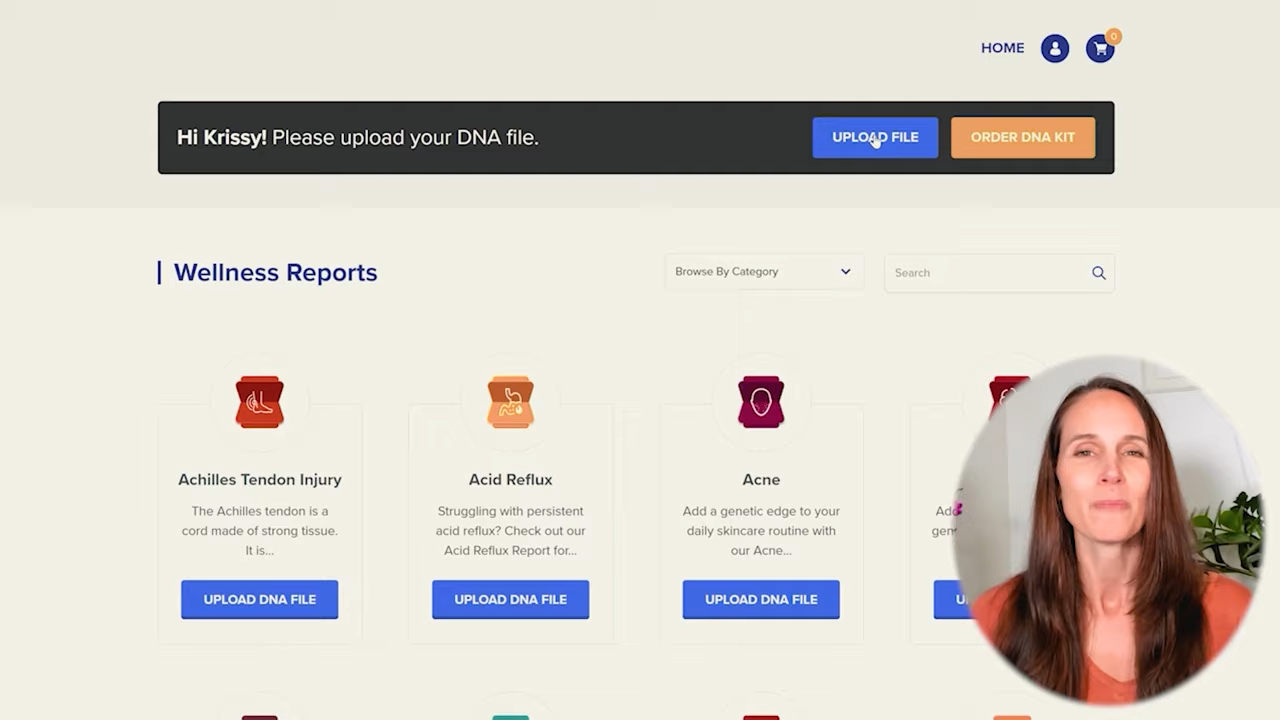 HOME
0
Hi Krissy! Please upload your DNA file.
UPLOAD FILE
ORDER DNA KIT
Wellness Reports
Browse By Category
Search
Achilles Tendon Injury
The Achilles tendon is a
cord made of strong tissue.
It is...
UPLOAD DNA FILE
Acid Reflux
Struggling with persistent
acid reflux? Check out our
Acid Reflux Report for...
UPLOAD DNA FILE
Acne
Add a genetic edge to your
daily skincare routine with
our Acne...
UPLOAD DNA FILE